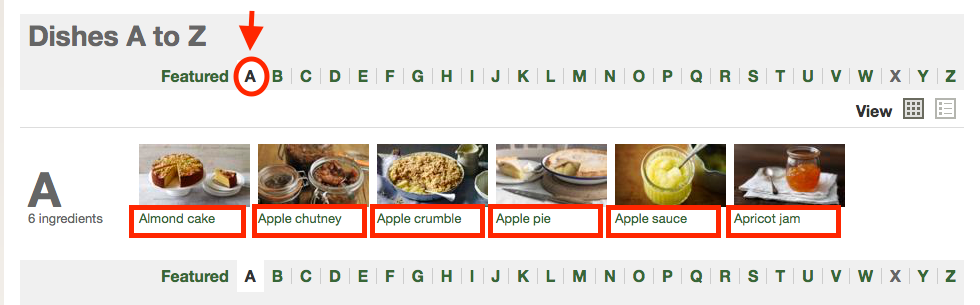 Dishes A to Z
Featured A B C D E F G H I J K L M N O P Q R S T U V W X Y Z
View
A
6 ingredients
Almond cake Apple chutney Apple crumble Apple pie Apple sauce Apricot jam
Featured A B C D E F G H I J K L M N O P Q R S T U V W X Y Z